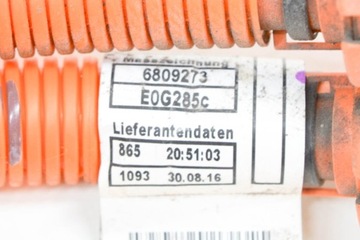 6809273
E0G285c
Lieferantendaten
865 20:51:03
1093 30.08.16